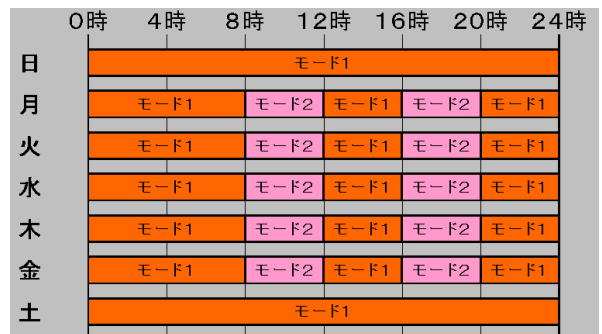 0時 4時 8時 12時 16時 20時 24時
日 モード1
月 モード1 モード2 モード1 モード2 モード1
火 モード1 モード2 モード1 モード2 モード1
水 モード1 モード2 モード1 モード2 モード1
木 モード1 モード2 モード1 モード2 モード1
金 モード1 モード2 モード1 モード2 モード1
土 モード1